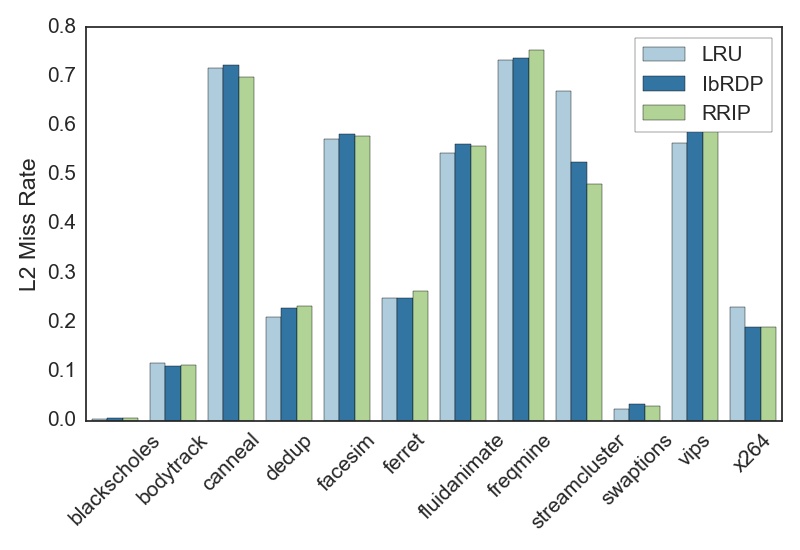 0.8
0.7
0.6
0.5
0.4
0.3
0.2
0.1
0.0
L2 Miss Rate
LRU
IbRDP
RRIP
blackscholes
bodytrack
canneal
dedup
facesim
ferret
fluidanimate
freqmine
streamcluster
swaptions
vips
x264